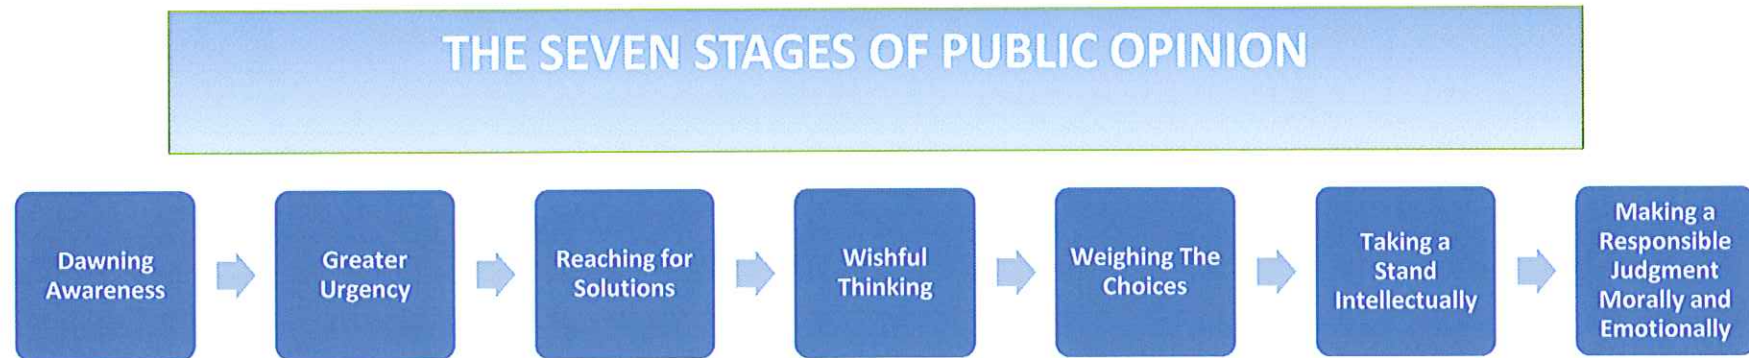 THE SEVEN STAGES OF PUBLIC OPINION
Dawning
Awareness
Greater
Urgency
Reaching for
Solutions
Wishful
Thinking
Weighing The
Choices
Taking a
Stand
Intellectually
Making a
Responsible
Judgment
Morally and
Emotionally